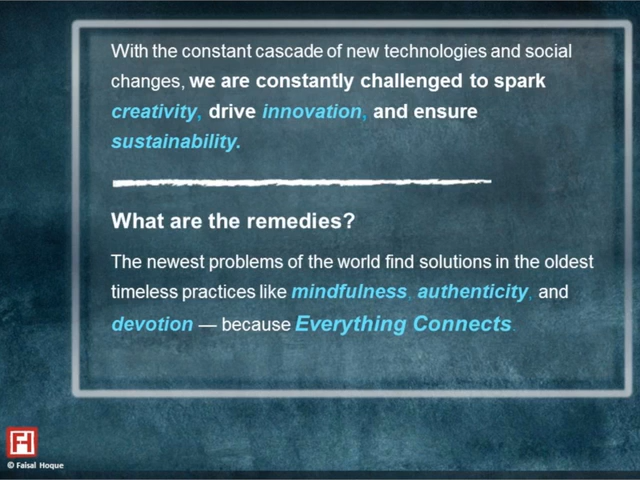 With the constant cascade of new technologies and social
changes, we are constantly challenged to spark
creativity, drive innovation, and ensure
sustainability.
What are the remedies?
The newest problems of the world find solutions in the oldest
timeless practices like mindfulness, authenticity, and
devotion — because Everything Connects.
FH
© Faisal Hoque